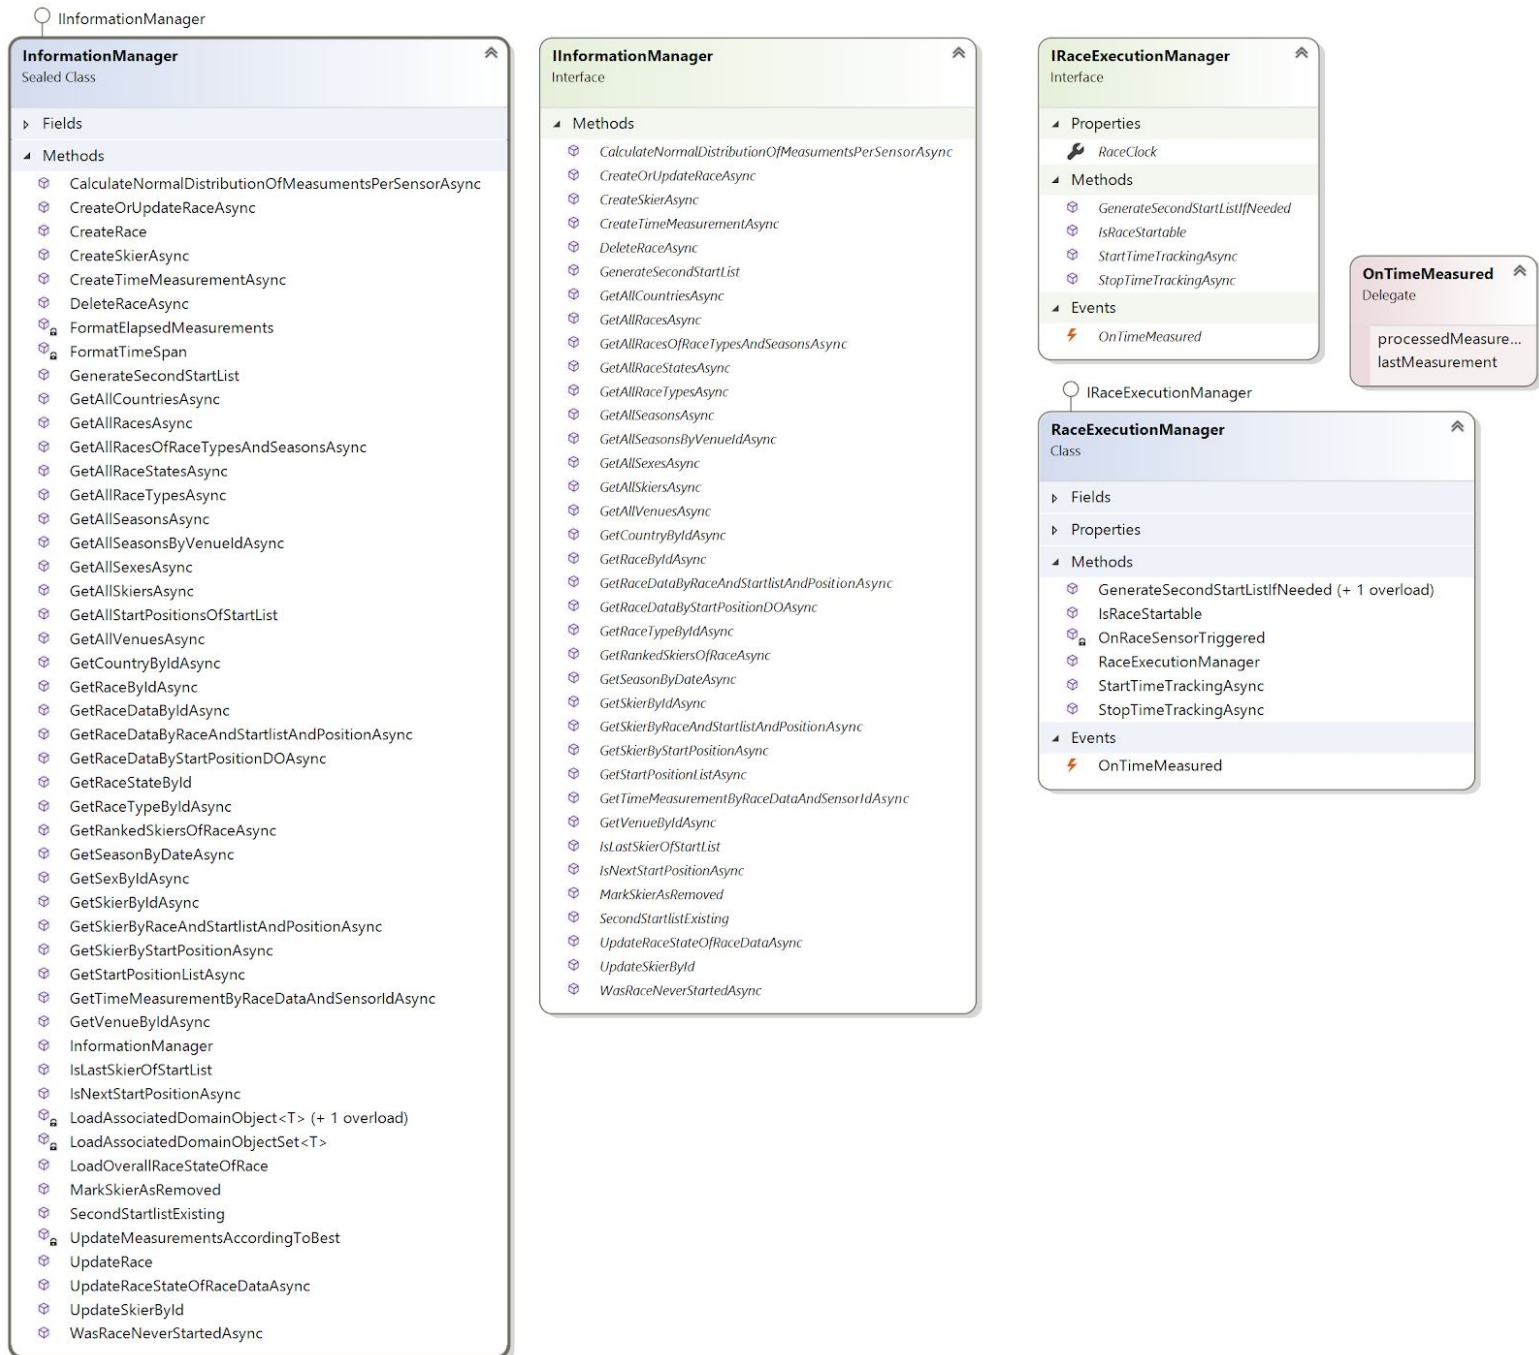 IInformationManager
InformationManager
Sealed Class
Fields
Methods
CalculateNormalDistributionOfMeasumentsPerSensorAsync
CreateOrUpdateRaceAsync
CreateRace
CreateSkierAsync
CreateTimeMeasurementAsync
DeleteRaceAsync
FormatElapsedMeasurements
FormatTimeSpan
GenerateSecondStartList
GetAllCountriesAsync
GetAllRacesAsync
GetAllRacesOfRaceTypesAndSeasonsAsync
GetAllRaceStatesAsync
GetAllRaceTypesAsync
GetAllSeasonsAsync
GetAllSeasonsByVenueIdAsync
GetAllSexesAsync
GetAllSkiersAsync
GetAllStartPositionsOfStartList
GetAllVenuesAsync
GetCountryByIdAsync
GetRaceByIdAsync
GetRaceDataByIdAsync
GetRaceDataByRaceAndStartlistAndPositionAsync
GetRaceDataByStartPositionDOAsync
GetRaceStateById
GetRaceTypeByIdAsync
GetRankedSkiersOfRaceAsync
GetSeasonByDateAsync
GetSexByIdAsync
GetSkierByIdAsync
GetSkierByRaceAndStartlistAndPositionAsync
GetSkierByStartPositionAsync
GetStartPositionListAsync
GetTimeMeasurementByRaceDataAndSensorIdAsync
GetVenueByIdAsync
InformationManager
IsLastSkierOfStartList
IsNextStartPositionAsync
LoadAssociatedDomainObject<T> (+ 1 overload)
LoadAssociatedDomainObjectSet<T>
LoadOverallRaceStateOfRace
MarkSkierAsRemoved
SecondStartlistExisting
UpdateMeasurementsAccordingToBest
UpdateRace
UpdateRaceStateOfRaceDataAsync
UpdateSkierById
WasRaceNeverStartedAsync
IInformationManager
Interface
Methods
CalculateNormalDistributionOfMeasumentsPerSensorAsync
CreateOrUpdateRaceAsync
CreateSkierAsync
CreateTimeMeasurementAsync
DeleteRaceAsync
GenerateSecondStartList
GetAllCountriesAsync
GetAllRacesAsync
GetAllRacesOfRaceTypesAndSeasonsAsync
GetAllRaceStatesAsync
GetAllRaceTypesAsync
GetAllSeasonsAsync
GetAllSeasonsByVenueIdAsync
GetAllSexesAsync
GetAllSkiersAsync
GetAllVenuesAsync
GetCountryByIdAsync
GetRaceByIdAsync
GetRaceDataByRaceAndStartlistAndPositionAsync
GetRaceDataByStartPositionDOAsync
GetRaceTypeByIdAsync
GetRankedSkiersOfRaceAsync
GetSeasonByDateAsync
GetSkierByIdAsync
GetSkierByRaceAndStartlistAndPositionAsync
GetSkierByStartPositionAsync
GetStartPositionListAsync
GetTimeMeasurementByRaceDataAndSensorIdAsync
GetVenueByIdAsync
IsLastSkierOfStartList
IsNextStartPositionAsync
MarkSkierAsRemoved
SecondStartlistExisting
UpdateRaceStateOfRaceDataAsync
UpdateSkierById
WasRaceNeverStartedAsync
IRaceExecutionManager
Interface
Properties
RaceClock
Methods
GenerateSecondStartListIfNeeded
IsRaceStartable
StartTimeTrackingAsync
StopTimeTrackingAsync
Events
OnTimeMeasured
OnTimeMeasured
Delegate
processedMeasure...
lastMeasurement
IRaceExecutionManager
RaceExecutionManager
Class
Fields
Properties
Methods
GenerateSecondStartListIfNeeded (+ 1 overload)
IsRaceStartable
OnRaceSensorTriggered
RaceExecutionManager
StartTimeTrackingAsync
StopTimeTrackingAsync
Events
OnTimeMeasured